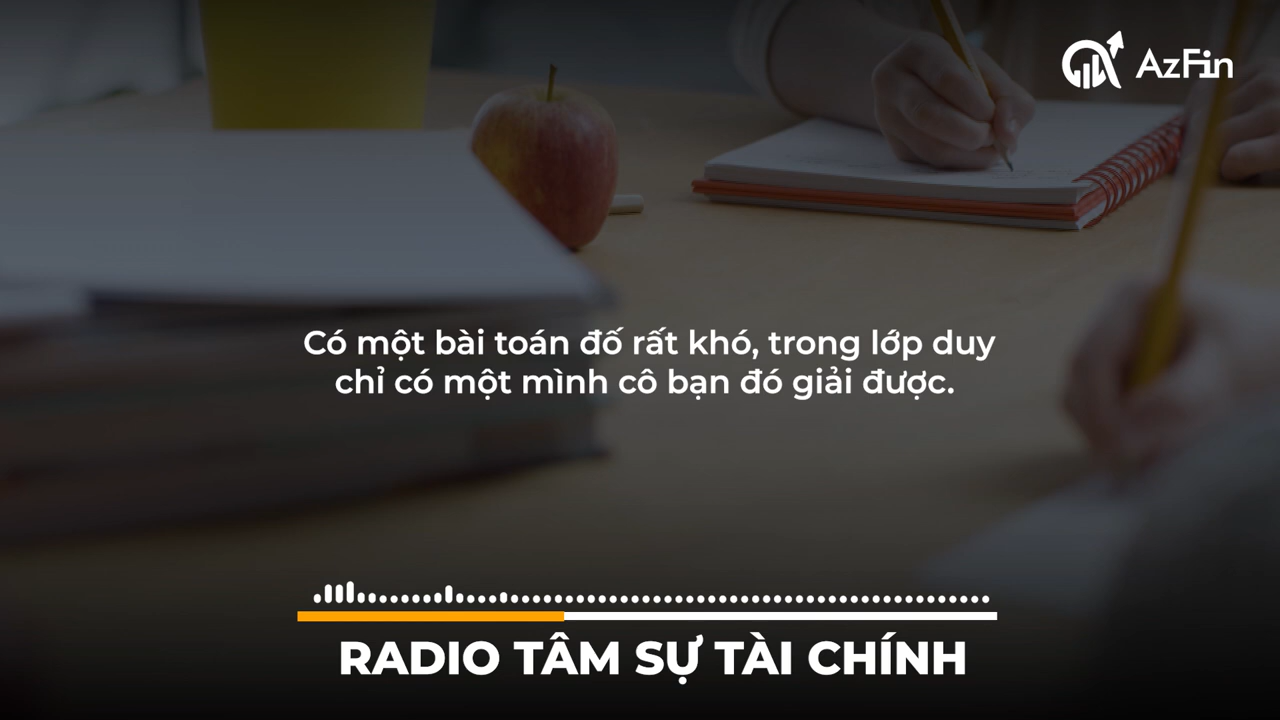 AzFin
Có một bài toán đố rất khó, trong lớp duy
chỉ có một mình cô bạn đó giải được.
RADIO TÂM SỰ TÀI CHÍNH